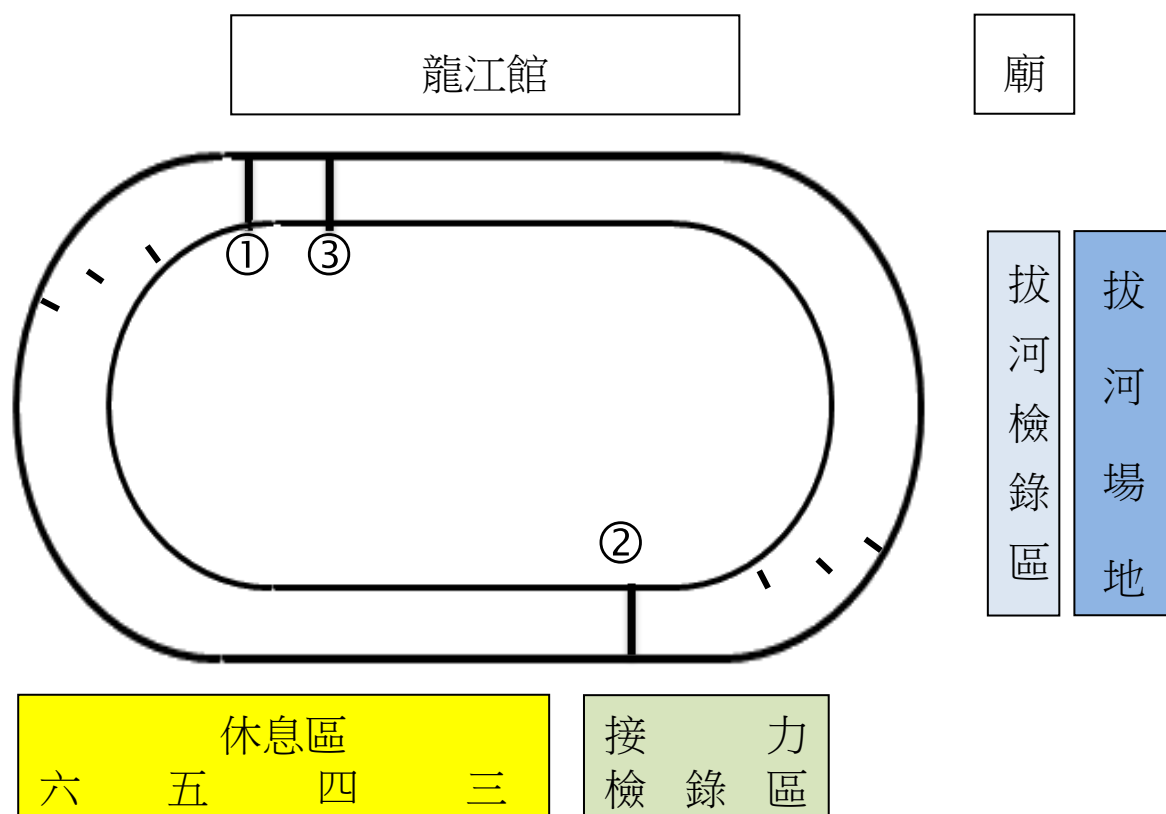 龍江館
廟
①
③
②
拔河檢錄區
拔河場地
休息區
六 五 四 三
接 力
檢 錄 區